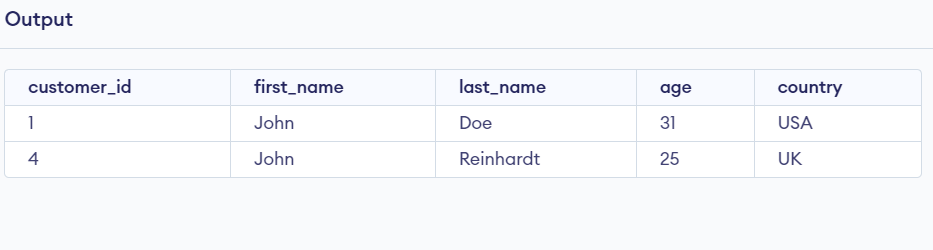 Output
customer_id first_name last_name age country
1 John Doe 31 USA
4 John Reinhardt 25 UK